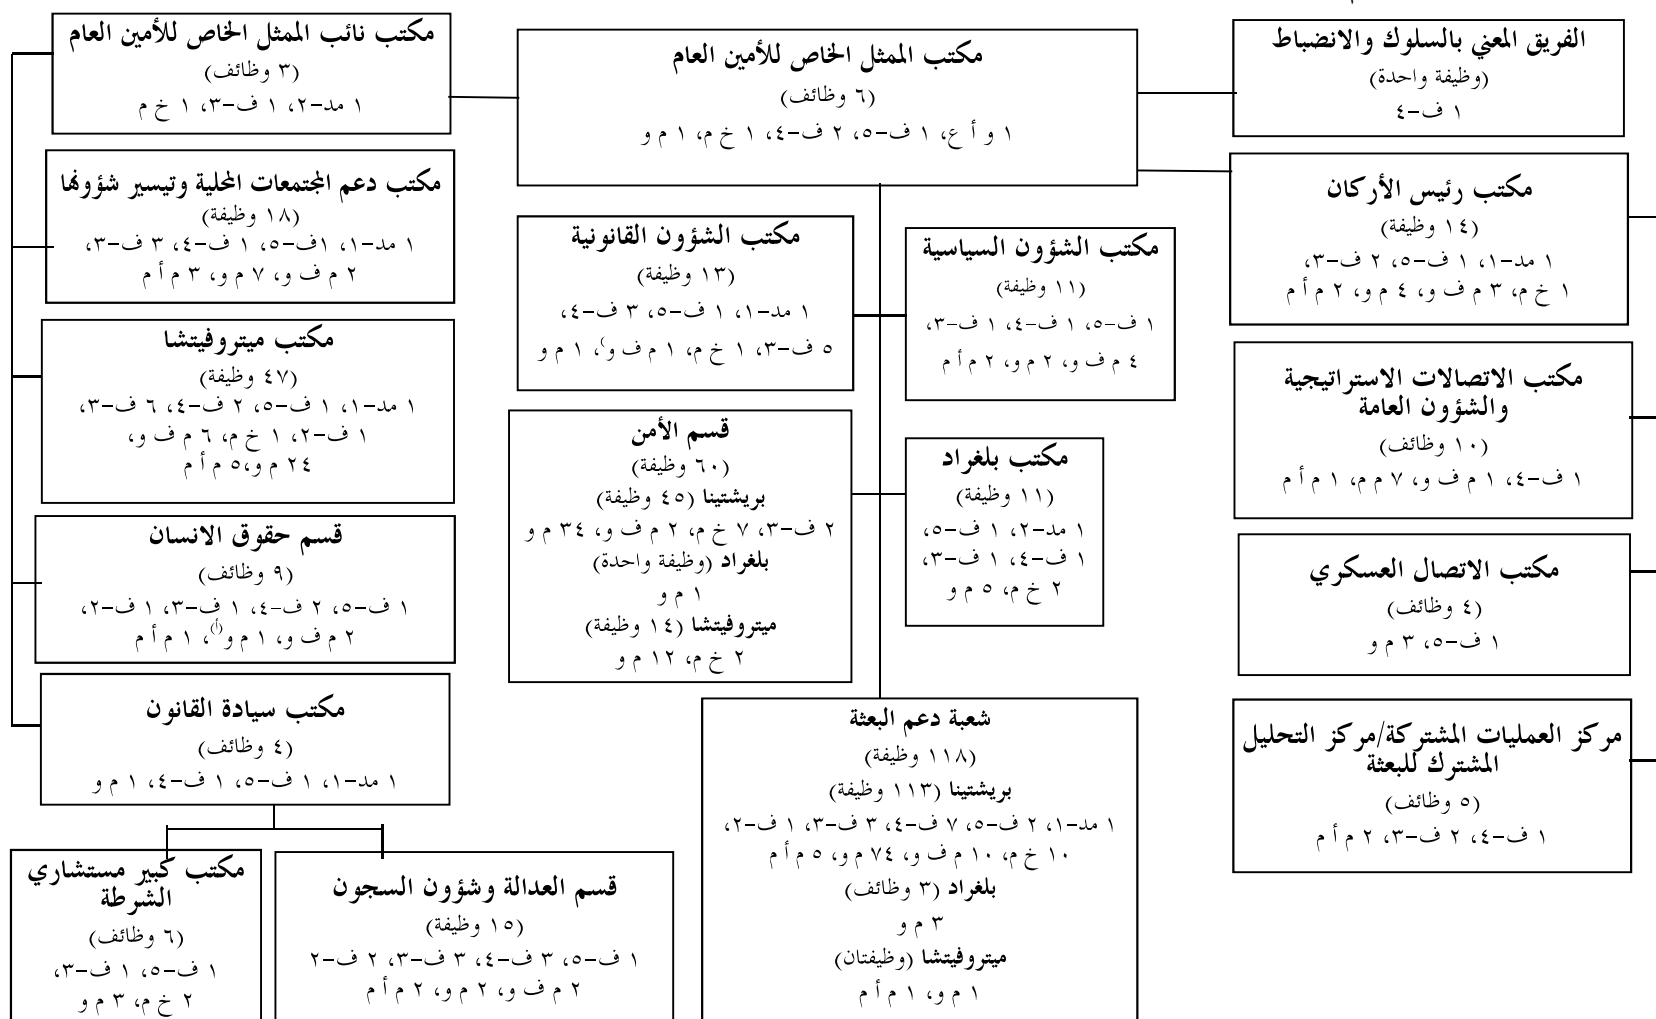 مكتب الممثل الخاص للأمين العام
(٦ وظائف)
١ و أ ع، ١ ف-٥، ٢ ف-٤، ١ خ م، ١ م و
الفريق المعني بالسلوك والانضباط
(وظيفة واحدة)
١ ف-٤
مكتب رئيس الأركان
(١٤ وظيفة)
١ مد-١، ١ ف-٥، ٢ ف-٣،
١ خ م، ٣ م ف و، ٤ م و، ٢ م أ م
مكتب الاتصالات الاستراتيجية
والشؤون العامة
(١٠ وظائف)
١ ف-٤، ١ م ف و، ٧ م م، ١ م أ م
مكتب الاتصال العسكري
(٤ وظائف)
١ ف-٥، ٣ م و
مركز العمليات المشتركة/مركز التحليل
المشترك للبعثة
(٥ وظائف)
١ ف-٤، ٢ ف-٣، ٢ م أ م
مكتب الشؤون السياسية
(١١ وظيفة)
١ ف-٥، ١ ف-٤، ١ ف-٣،
٤ م ف و، ٢ م و، ٢ م أ م
مكتب الشؤون القانونية
(١٣ وظيفة)
١ مد-١، ١ ف-٥، ٣ ف-٤،
٥ ف-٣، ١ خ م، ١ م ف و، ١ م و
مكتب بلغراد
(١١ وظيفة)
١ مد-٢، ١ ف-٥،
١ ف-٤، ١ ف-٣،
٢ خ م، ٥ م و
قسم الأمن
(٦٠ وظيفة)
بريشتينا (٤٥ وظيفة)
٢ ف-٣، ٧ خ م، ٢ م ف و، ٣٤ م و
بلغراد (وظيفة واحدة)
١ م و
ميتروفيتشا (١٤ وظيفة)
٢ خ م، ١٢ م و
شعبة دعم البعثة
(١١٨ وظيفة)
بريشتينا (١١٣ وظيفة)
١ مد-١، ٢ ف-٥، ٧ ف-٤، ٣ ف-٣، ١ ف-٢،
١٠ خ م، ١٠ م ف و، ٧٤ م و، ٥ م أ م
بلغراد (٣ وظائف)
٣ م و
ميتروفيتشا (وظيفتان)
١ م و، ١ م أ م
مكتب نائب الممثل الخاص للأمين العام
(٣ وظائف)
١ مد-٢، ١ ف-٣، ١ خ م
مكتب دعم المجتمعات المحلية وتيسير شؤونها
(١٨ وظيفة)
١ مد-١، ١ف-٥، ١ ف-٤، ٣ ف-٣،
٢ م ف و، ٧ م و، ٣ م أ م
مكتب ميتروفيتشا
(٤٧ وظيفة)
١ مد-١، ١ ف-٥، ٢ ف-٤، ٦ ف-٣،
١ ف-٢، ١ خ م، ٦ م ف و،
٢٤ م و،٥ م أ م
قسم حقوق الانسان
(٩ وظائف)
١ ف-٥، ٢ ف-٤، ١ ف-٣، ١ ف-٢،
٢ م ف و، ١ م و(أ)، ١ م أ م
مكتب سيادة القانون
(٤ وظائف)
١ مد-١، ١ ف-٥، ١ ف-٤، ١ م و
قسم العدالة وشؤون السجون
(١٥ وظيفة)
١ ف-٥، ٣ ف-٤، ٣ ف-٣، ٢ ف-٢
٢ م ف و، ٢ م و، ٢ م أ م
مكتب كبير مستشاري
الشرطة
(٦ وظائف)
١ ف-٥، ١ ف-٣،
٢ خ م، ٣ م و